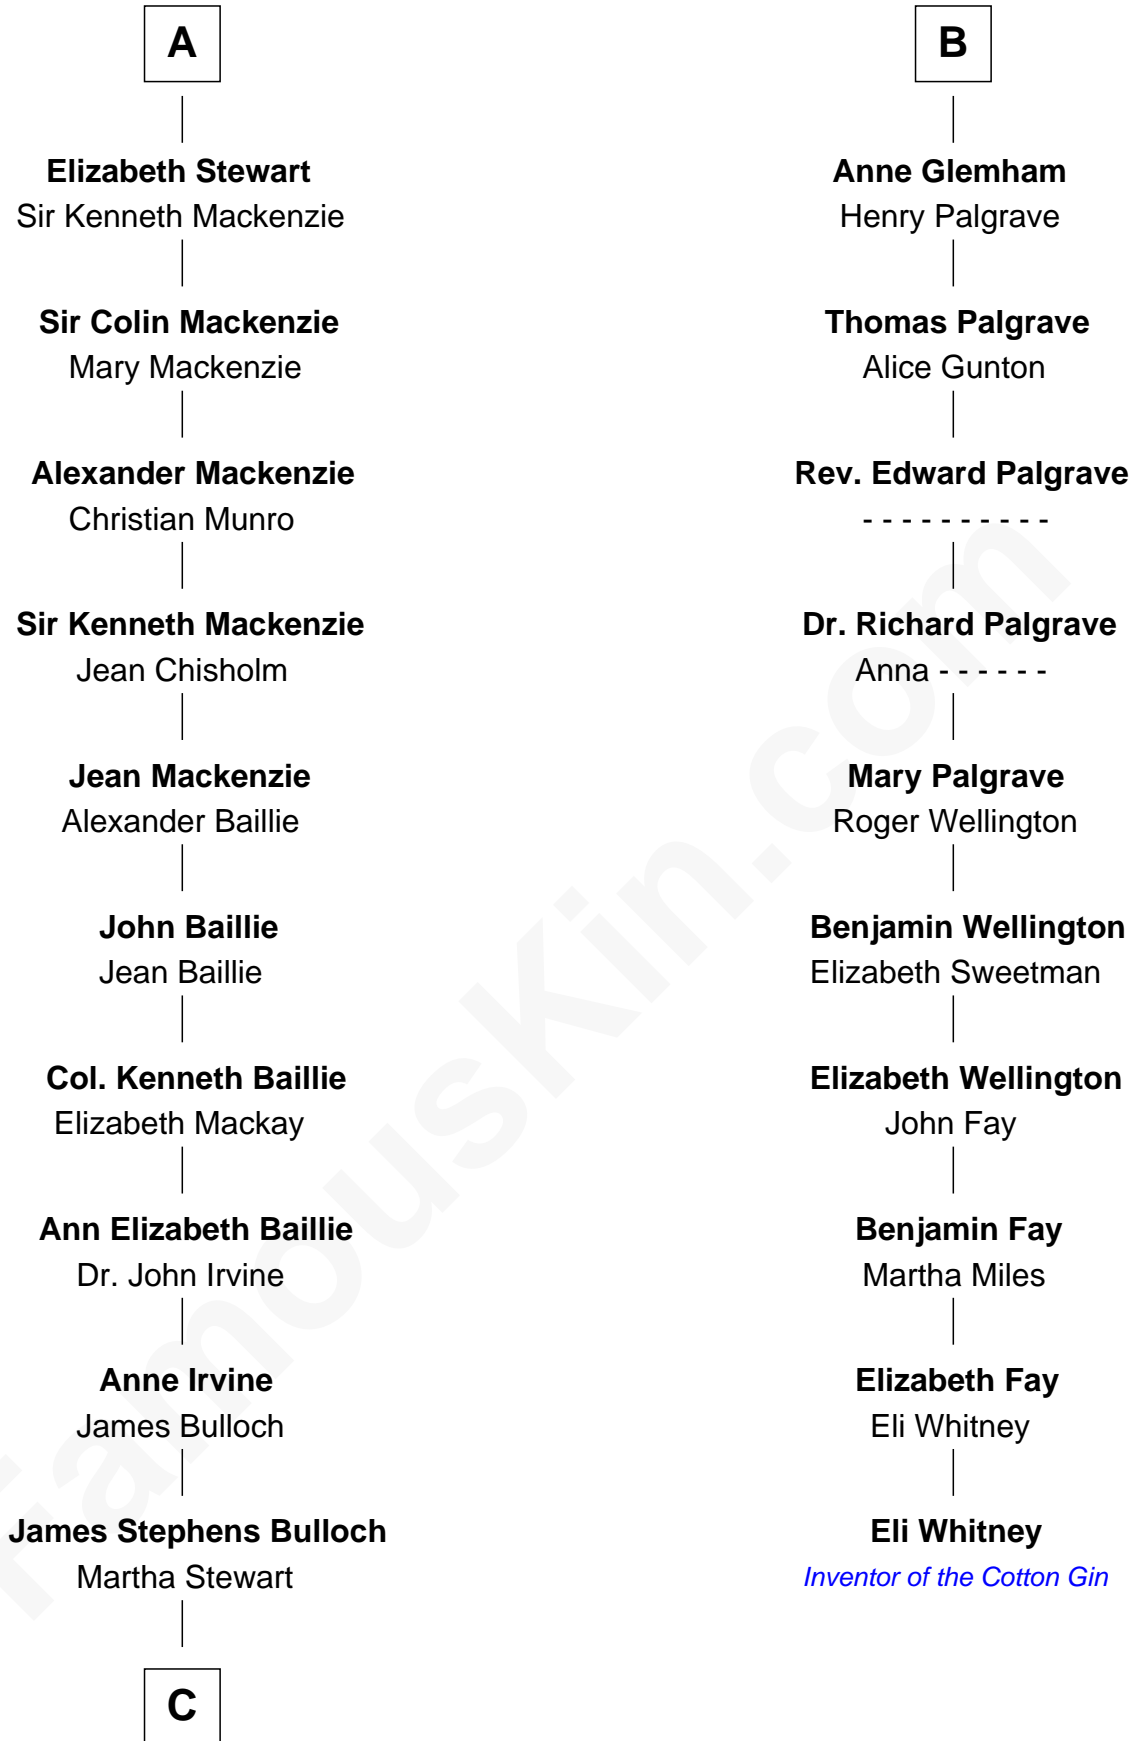 A
Elizabeth Stewart
Sir Kenneth Mackenzie
Sir Colin Mackenzie
Mary Mackenzie
Alexander Mackenzie
Christian Munro
Sir Kenneth Mackenzie
Jean Chisholm
Jean Mackenzie
Alexander Baillie
John Baillie
Jean Baillie
Col. Kenneth Baillie
Elizabeth Mackay
Ann Elizabeth Baillie
Dr. John Irvine
Anne Irvine
James Bulloch
James Stephens Bulloch
Martha Stewart
C
B
Anne Glemham
Henry Palgrave
Thomas Palgrave
Alice Gunton
Rev. Edward Palgrave
- - - - - - - - - -
Dr. Richard Palgrave
Anna - - - - - -
Mary Palgrave
Roger Wellington
Benjamin Wellington
Elizabeth Sweetman
Elizabeth Wellington
John Fay
Benjamin Fay
Martha Miles
Elizabeth Fay
Eli Whitney
Eli Whitney
Inventor of the Cotton Gin
FamousKin.com